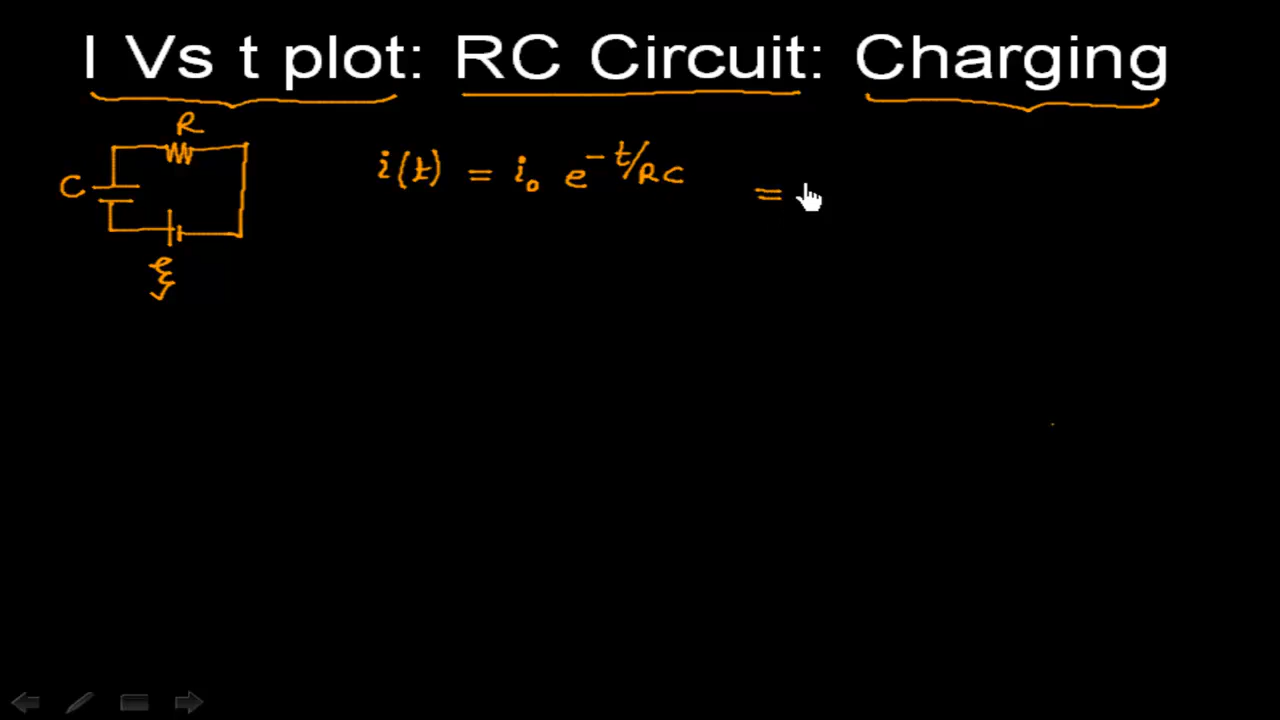 I Vs t plot: RC Circuit: Charging
R
C
ξ
i(t) = i₀ e^-t/RC =